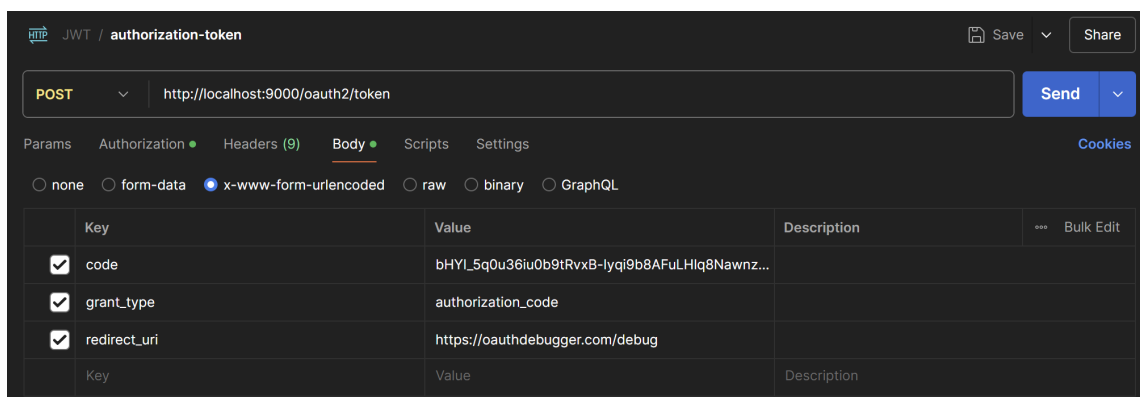 HTTP JWT / authorization-token Save Share
POST http://localhost:9000/oauth2/token Send
Params Authorization Headers (9) Body Scripts Settings Cookies
none form-data x-www-form-urlencoded raw binary GraphQL
Key Value Description Bulk Edit
code bHYI_5q0u36iu0b9tRvxB-Iyqi9b8AFuLHlq8Nawnz...
grant_type authorization_code
redirect_uri https://oauthdebugger.com/debug
Key Value Description